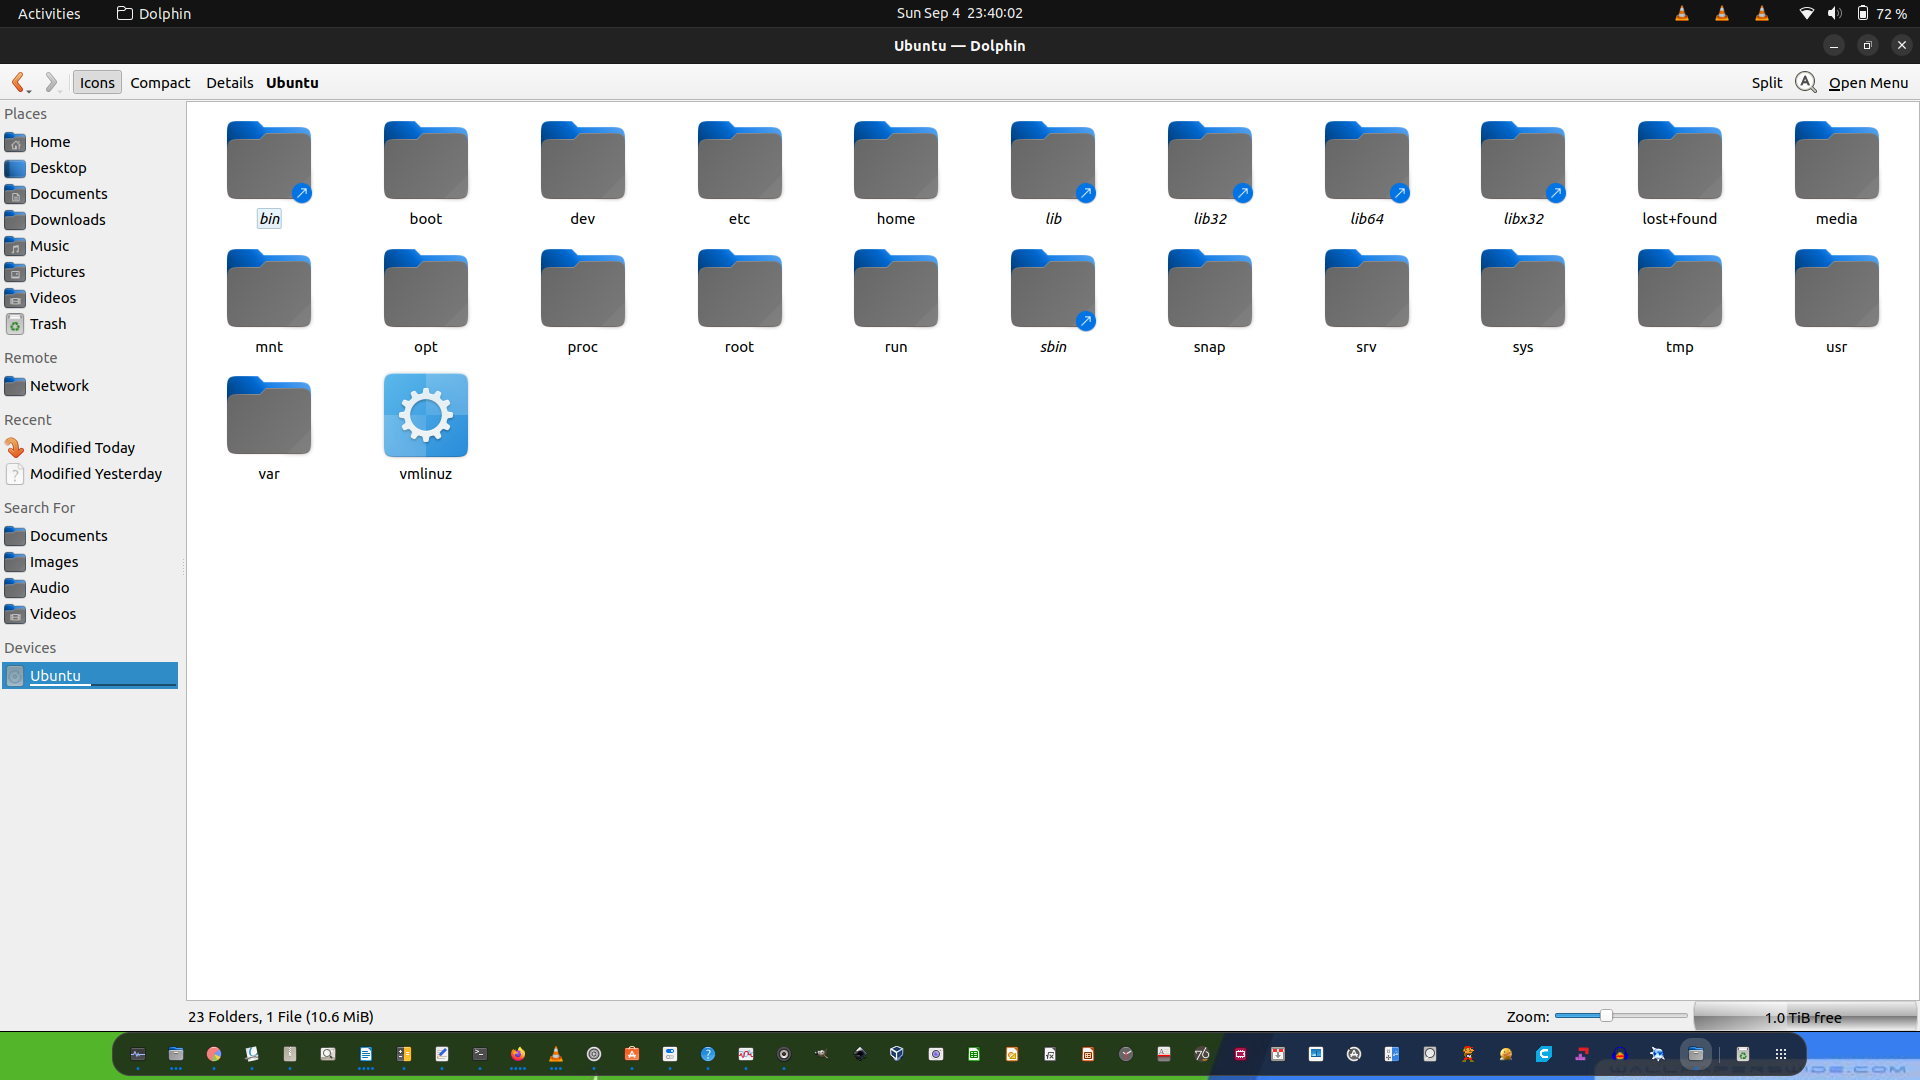 Activities
Dolphin
Sun Sep 4 23:40:02
72 %
Ubuntu — Dolphin
Icons
Compact
Details
Ubuntu
Split
Open Menu
Places
Home
Desktop
Documents
Downloads
Music
Pictures
Videos
Trash
Remote
Network
Recent
Modified Today
Modified Yesterday
Search For
Documents
Images
Audio
Videos
Devices
Ubuntu
bin
boot
dev
etc
home
lib
lib32
lib64
libx32
lost+found
media
mnt
opt
proc
root
run
sbin
snap
srv
sys
tmp
usr
var
vmlinuz
23 Folders, 1 File (10.6 MiB)
Zoom:
1.0 TiB free
76